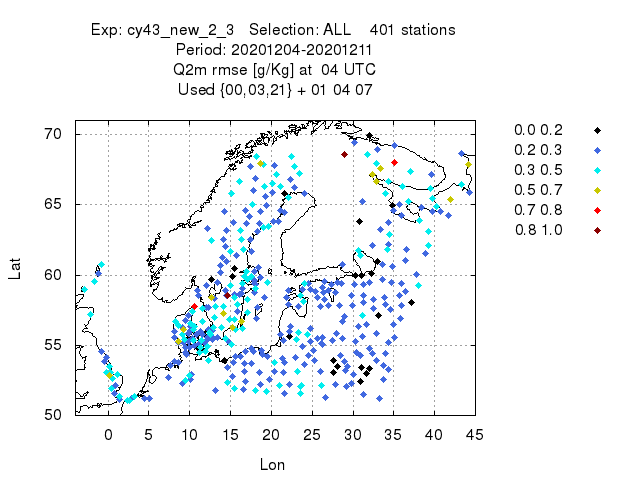 Exp: cy43_new_2_3   Selection: ALL    401 stations
Period: 20201204-20201211
Q2m rmse [g/Kg] at  04 UTC
Used {00,03,21} + 01 04 07
70
65
60
55
50
Lat
0 5 10 15 20 25 30 35 40 45
Lon
0.0 0.2
0.2 0.3
0.3 0.5
0.5 0.7
0.7 0.8
0.8 1.0